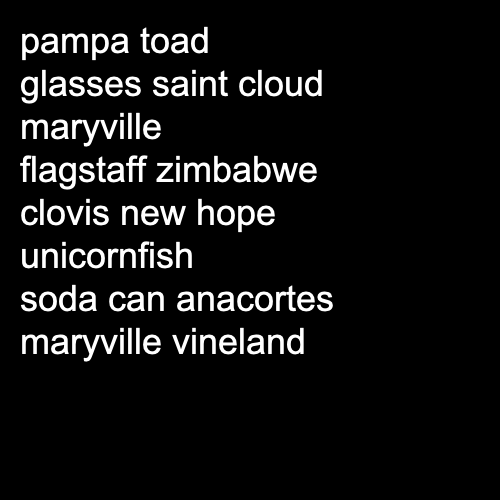 pampa toad
glasses saint cloud
maryville
flagstaff zimbabwe
clovis new hope
unicornfish
soda can anacortes
maryville vineland